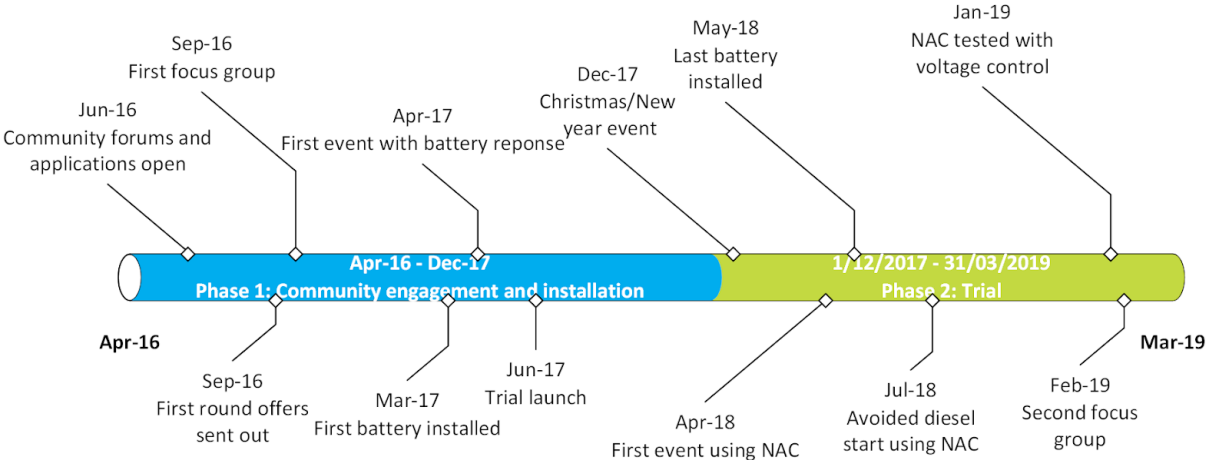 Jan-19
NAC tested with
voltage control
May-18
Last battery
installed
Sep-16
First focus group
Dec-17
Christmas/New
year event
Jun-16
Community forums and
applications open
Apr-17
First event with battery reponse
Apr-16 - Dec-17
Phase 1: Community engagement and installation
1/12/2017 - 31/03/2019
Phase 2: Trial
Apr-16
Mar-19
Sep-16
First round offers
sent out
Mar-17
First battery installed
Jun-17
Trial launch
Apr-18
First event using NAC
Jul-18
Avoided diesel
start using NAC
Feb-19
Second focus
group